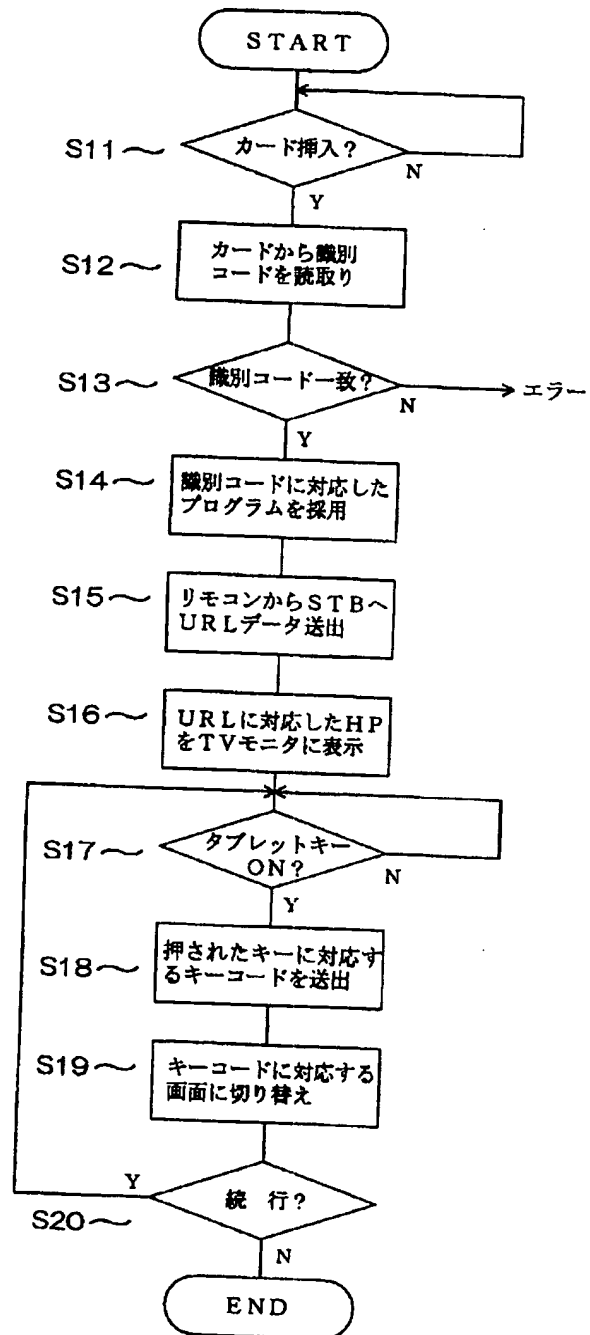 START
S11～
カード挿入？
N
Y
S12～
カードから識別
コードを読取り
S13～
識別コード一致？
N
エラー
Y
S14～
識別コードに対応した
プログラムを採用
S15～
リモコンからSTBへ
URLデータ送出
S16～
URLに対応したHP
をTVモニタに表示
S17～
タブレットキー
ON？
N
Y
S18～
押されたキーに対応す
るキーコードを送出
S19～
キーコードに対応する
画面に切り替え
Y
続 行？
S20～
N
END